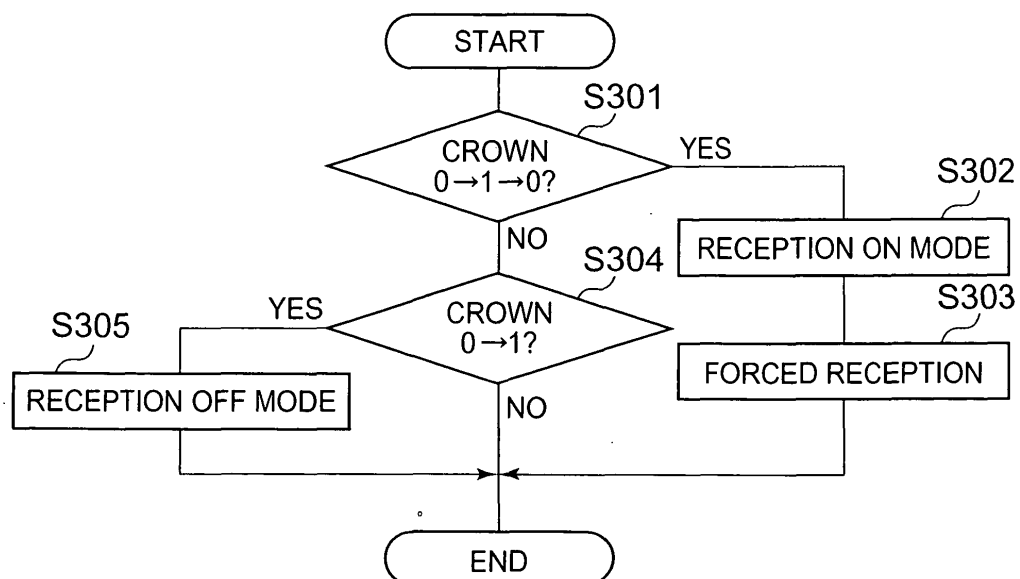 START
S301
CROWN
0→1→0?
YES
NO
S302
RECEPTION ON MODE
S303
FORCED RECEPTION
S304
CROWN
0→1?
YES
NO
S305
RECEPTION OFF MODE
END